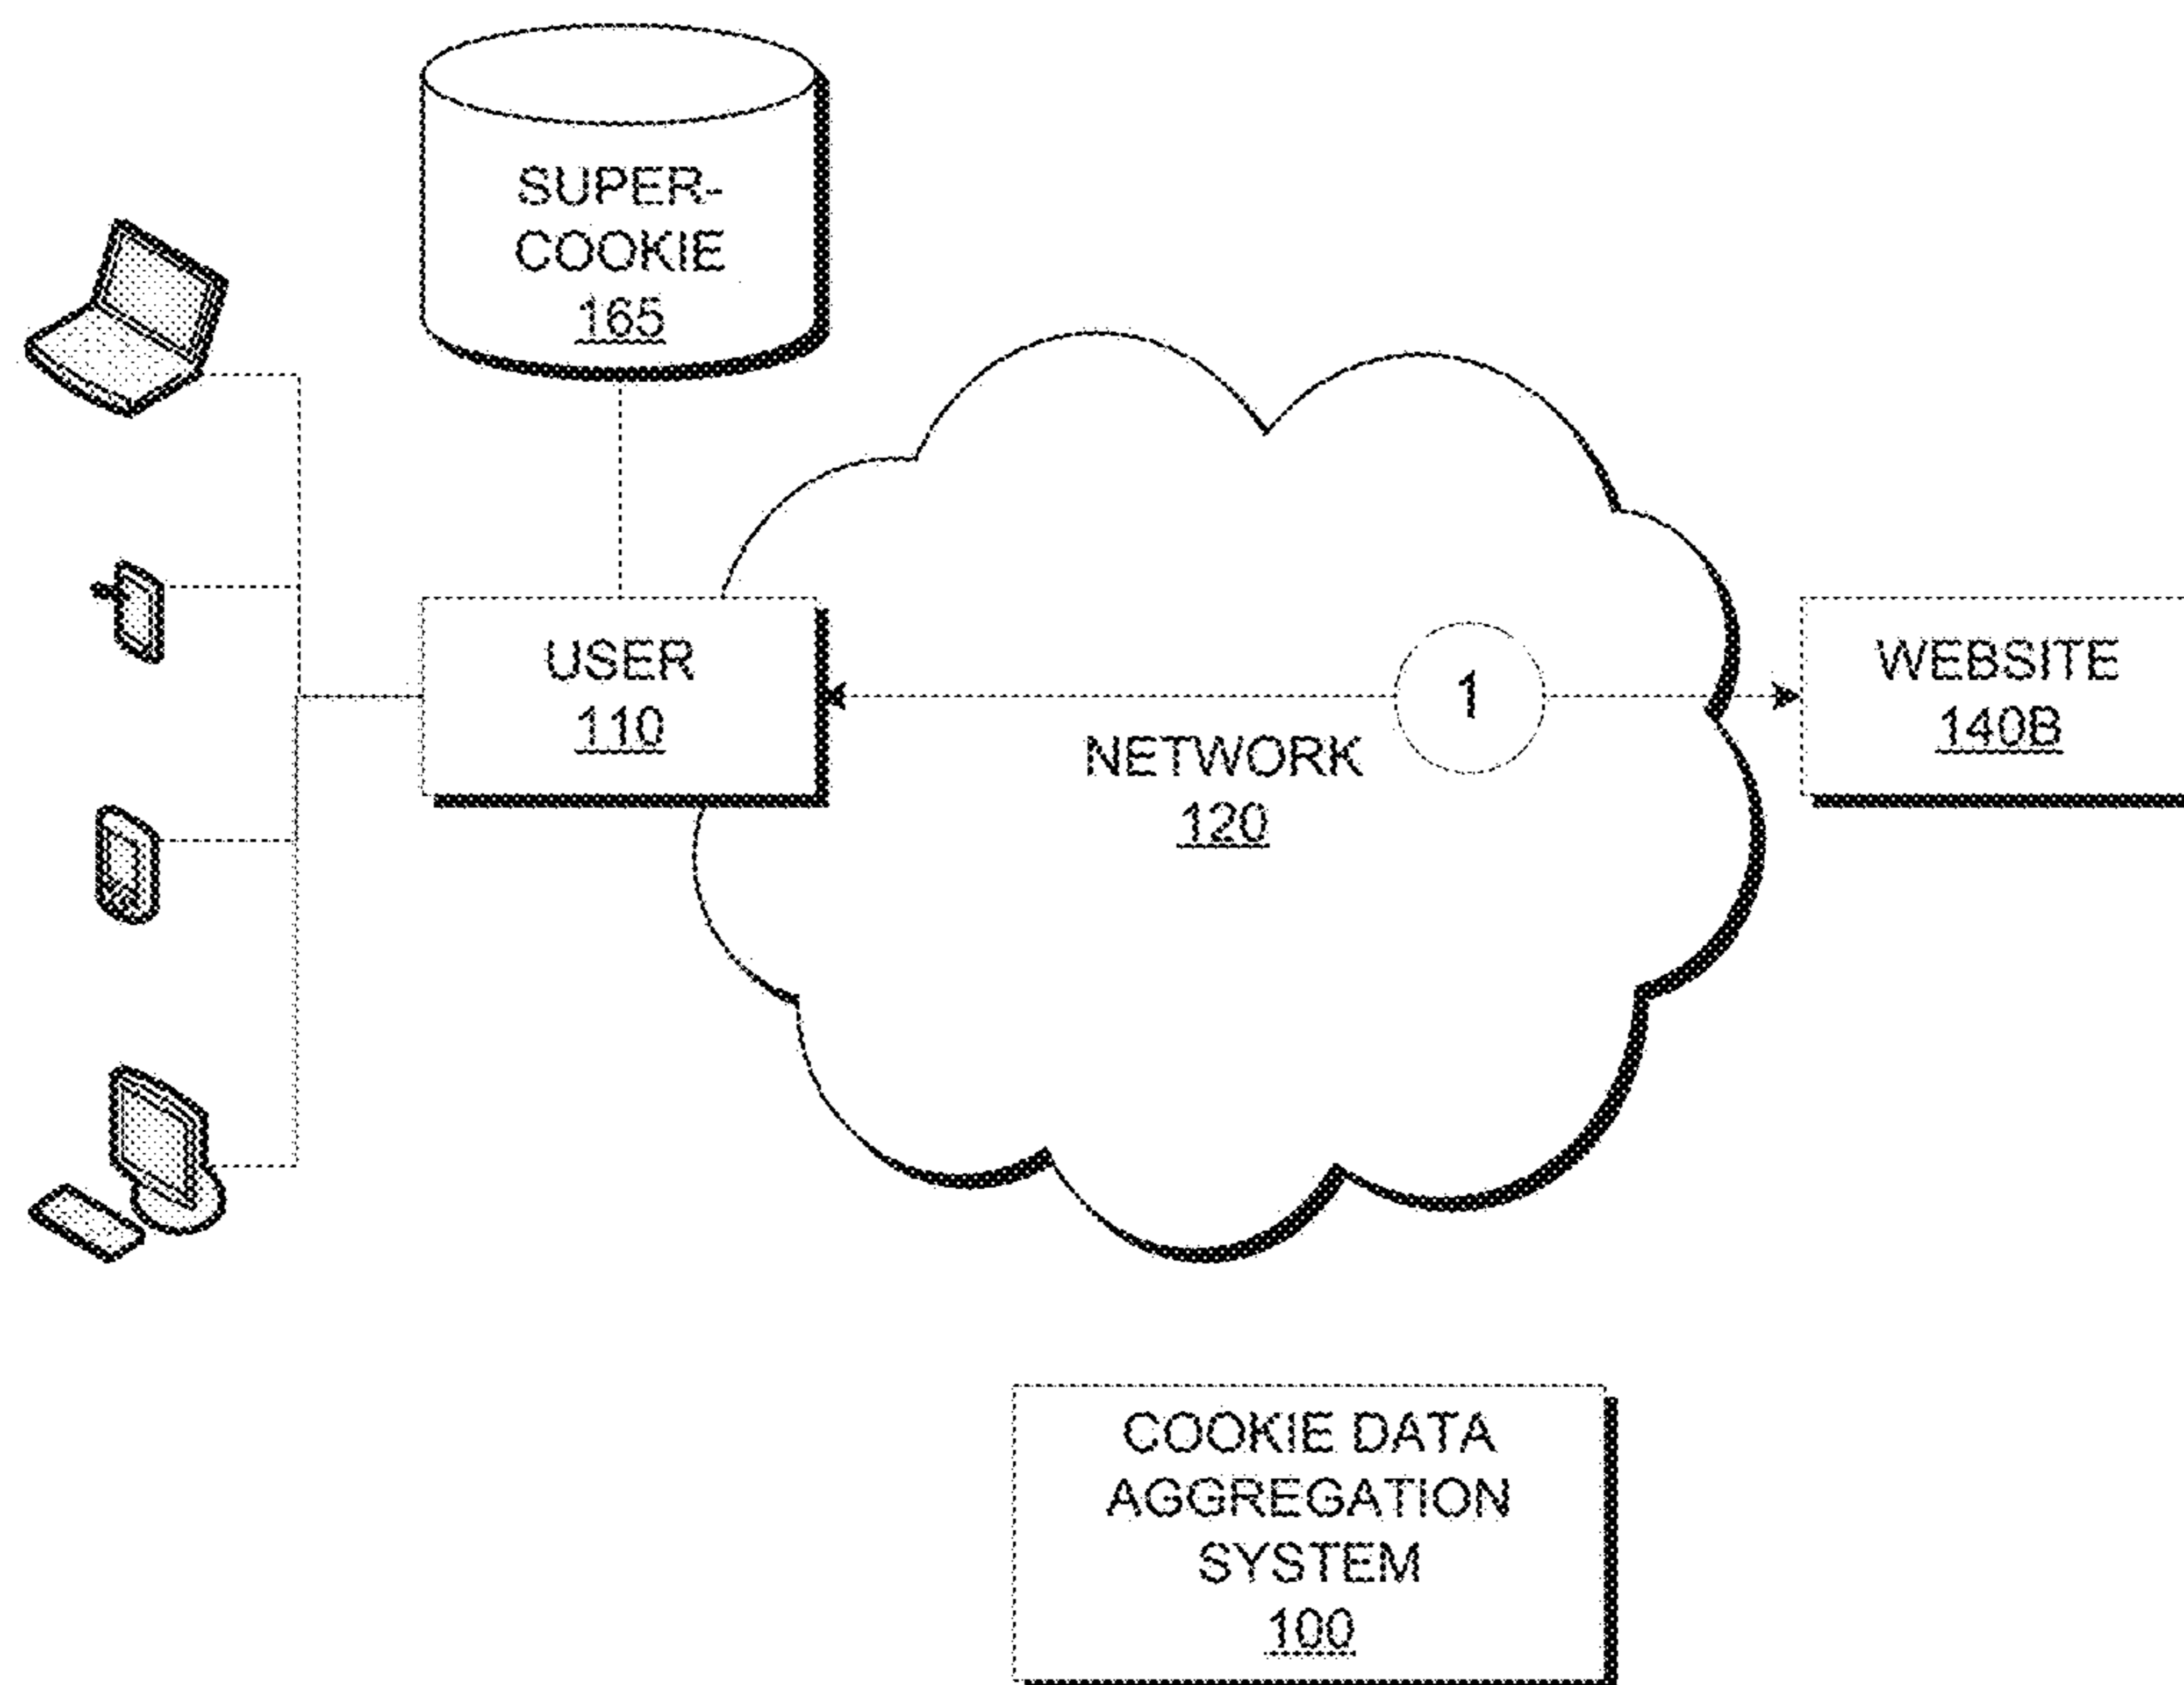 SUPER-
COOKIE
165
USER
110
1
NETWORK
120
WEBSITE
140B
COOKIE DATA
AGGREGATION
SYSTEM
100